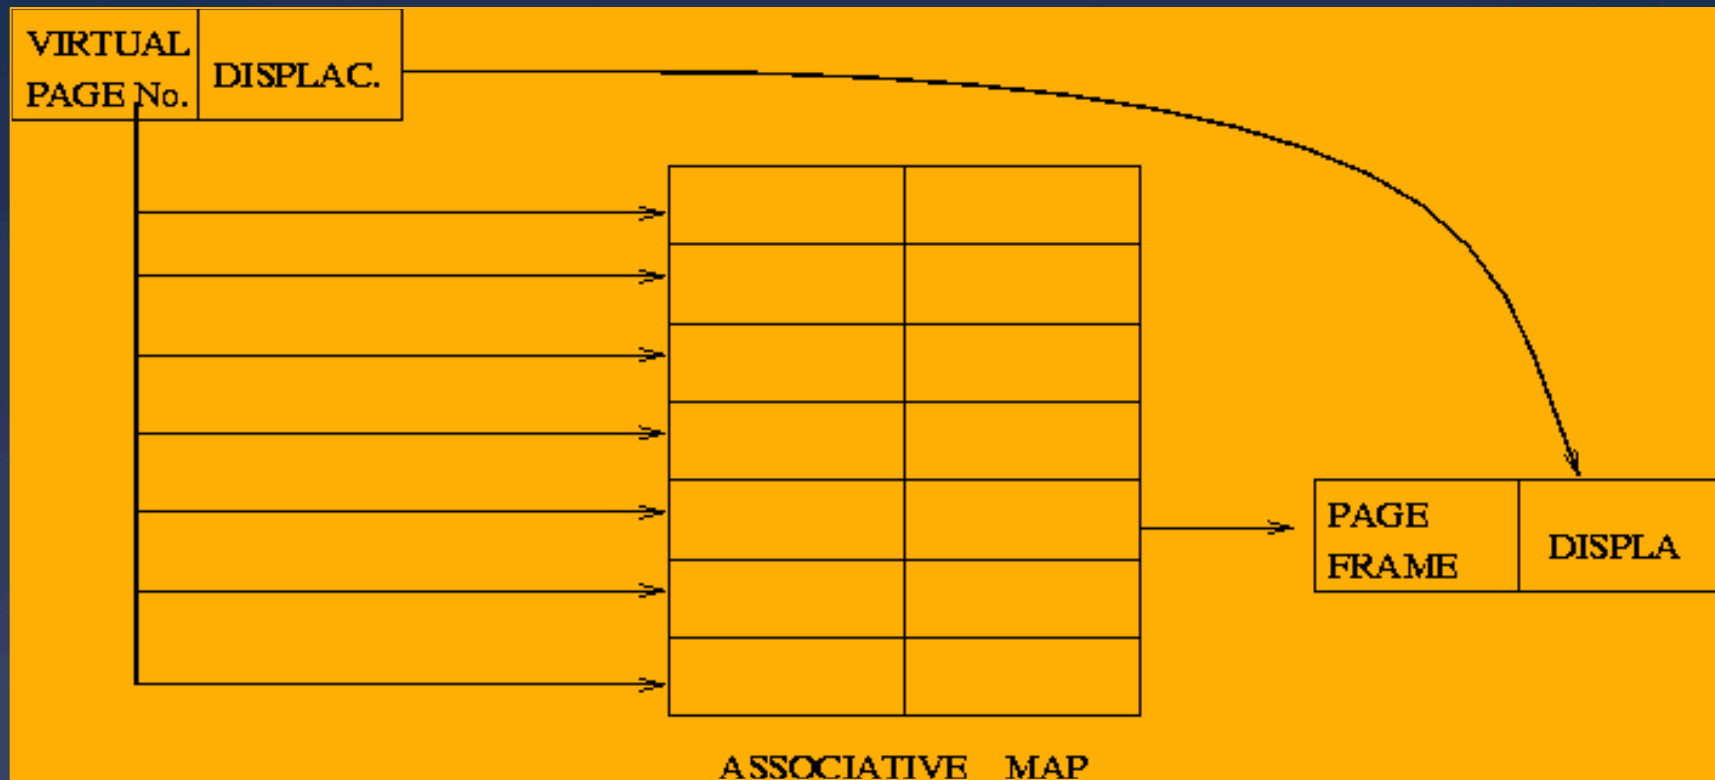 VIRTUAL
PAGE No.
DISPLAC.
PAGE
FRAME
DISPLA
ASSOCIATIVE MAP